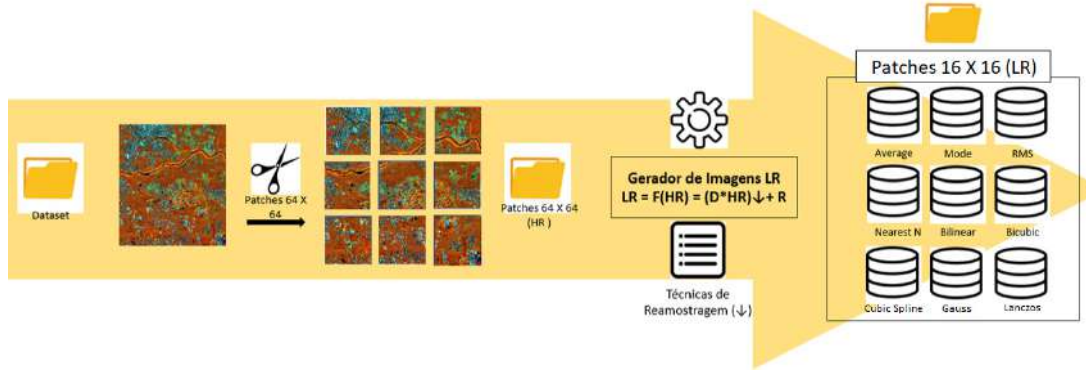 Dataset
Patches 64 X
64
Patches 64 X 64
(HR )
Gerador de Imagens LR
LR = F(HR) = (D*HR)↓+ R
Técnicas de
Reamostragem (↓)
Patches 16 X 16 (LR)
Average Mode RMS
Nearest N Bilinear Bicubic
Cubic Spline Gauss Lanczos